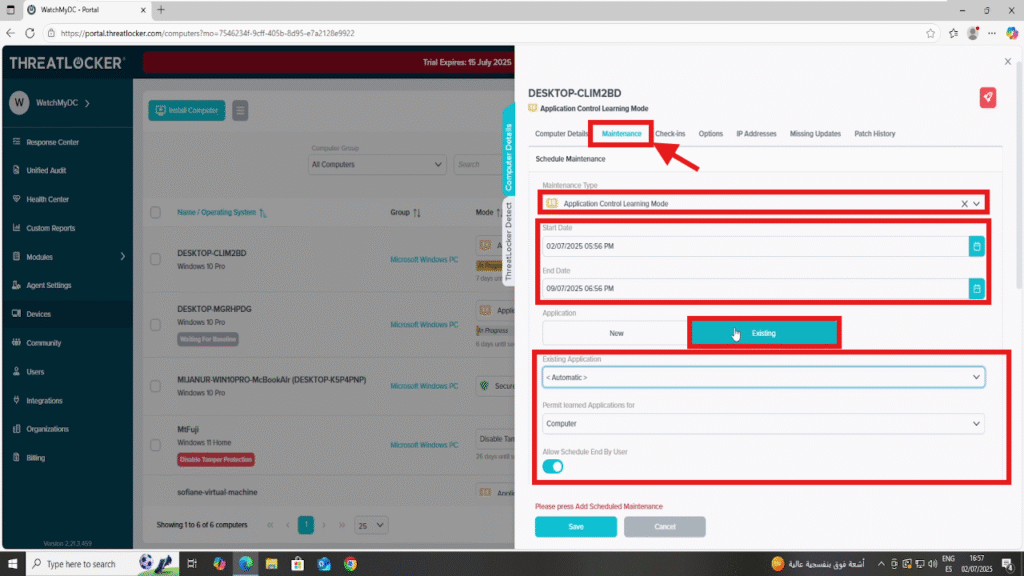 WatchMyDC - Portal
https://portal.threatlocker.com/computers?mo=7546234f-9cff-405b-8d95-e7a2128e9922
THREATLOCKER
Trial Expires: 15 July 2025
W WatchMyDC
Response Center
Unified Audit
Health Center
Custom Reports
Modules
Agent Settings
Devices
Community
Users
Integrations
Organizations
Billing
Version 2.21.3.459
Install Computer
Computer Group
All Computers
Search
Name / Operating System
Group
Mode
DESKTOP-CLIM2BD
Windows 10 Pro
Microsoft Windows PC
In Progress
7 days
DESKTOP-MGRHPDG
Windows 10 Pro
Waiting For Baseline
Microsoft Windows PC
Appli
In Progress
6 days until
MIJANUR-WIN10PRO-McBookAir (DESKTOP-K5P4PNP)
Windows 10 Pro
Microsoft Windows PC
Secure
MtFuji
Windows 11 Home
Disable Tamper Protection
Microsoft Windows PC
Disable Tam
26 days until
sofiane-virtual-machine
Showing 1 to 6 of 6 computers
1
25
Computer Details
ThreatLocker Detect
DESKTOP-CLIM2BD
Application Control Learning Mode
Computer Details
Maintenance
Check-ins
Options
IP Addresses
Missing Updates
Patch History
Schedule Maintenance
Maintenance Type
Application Control Learning Mode
Start Date
02/07/2025 05:56 PM
End Date
09/07/2025 06:56 PM
Application
New
Existing
Existing Application
< Automatic >
Permit learned Applications for
Computer
Allow Schedule End By User
Please press Add Scheduled Maintenance
Save
Cancel
Type here to search
أشعة فوق بنفسجية عالية
ENG
ES
16:57
02/07/2025